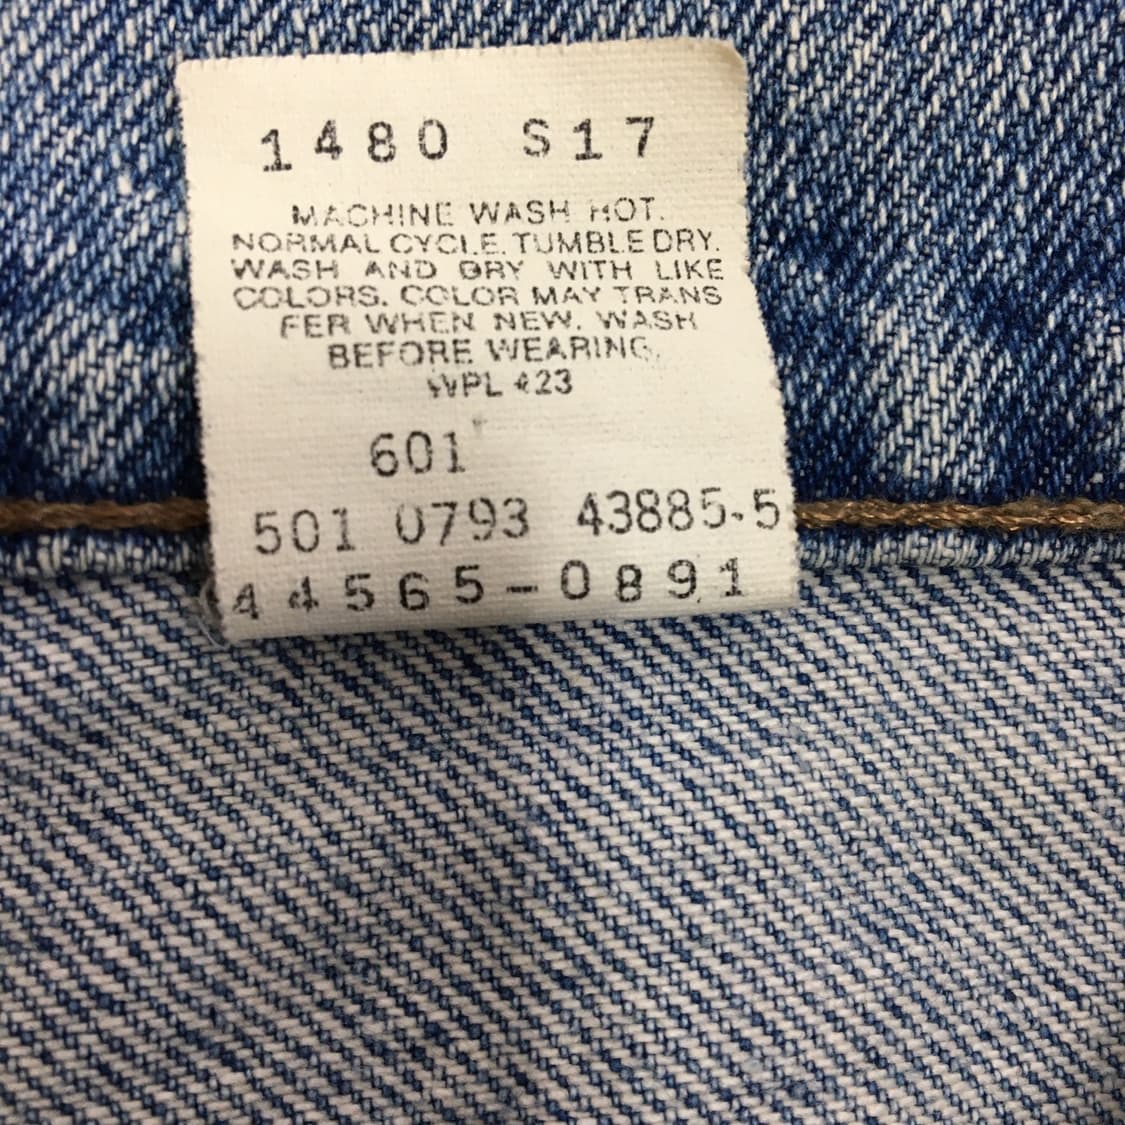 1480 S17
MACHINE WASH HOT.
NORMAL CYCLE. TUMBLE DRY.
WASH AND DRY WITH LIKE
COLORS. COLOR MAY TRANS
FER WHEN NEW. WASH
BEFORE WEARING.
WPL 423
601
501 0793 43885-5
44565-0891